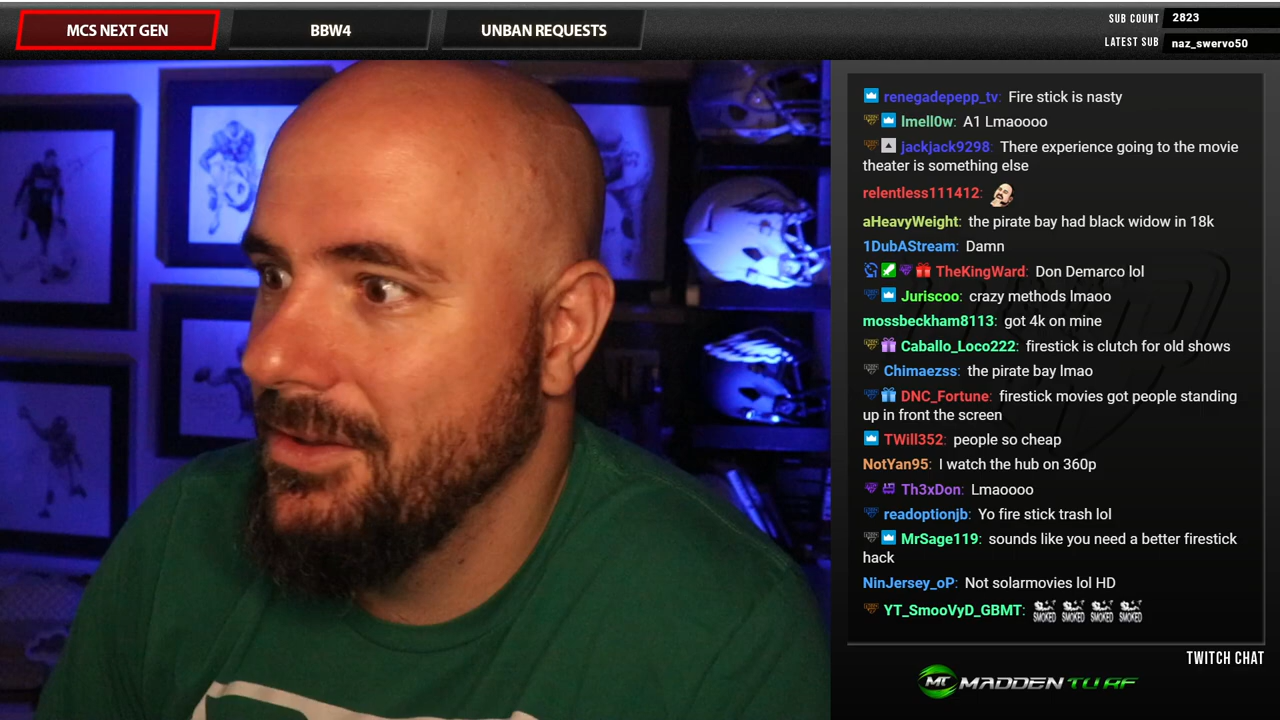 MCS NEXT GEN
BBW4
UNBAN REQUESTS
SUB COUNT 2823
LATEST SUB naz_swervo50
renegadepepp_tv: Fire stick is nasty
lmell0w: A1 Lmaoooo
jackjack9298: There experience going to the movie
theater is something else
relentless111412:
aHeavyWeight: the pirate bay had black widow in 18k
1DubAStream: Damn
TheKingWard: Don Demarco lol
Juriscoo: crazy methods lmaoo
mossbeckham8113: got 4k on mine
Caballo_Loco222: firestick is clutch for old shows
Chimaezss: the pirate bay lmao
DNC_Fortune: firestick movies got people standing
up in front the screen
TWill352: people so cheap
NotYan95: I watch the hub on 360p
Th3xDon: Lmaoooo
readoptionjb: Yo fire stick trash lol
MrSage119: sounds like you need a better firestick
hack
NinJersey_oP: Not solarmovies lol HD
YT_SmooVyD_GBMT: SMOKED SMOKED SMOKED SMOKED
TWITCH CHAT
MT MADDEN TURF